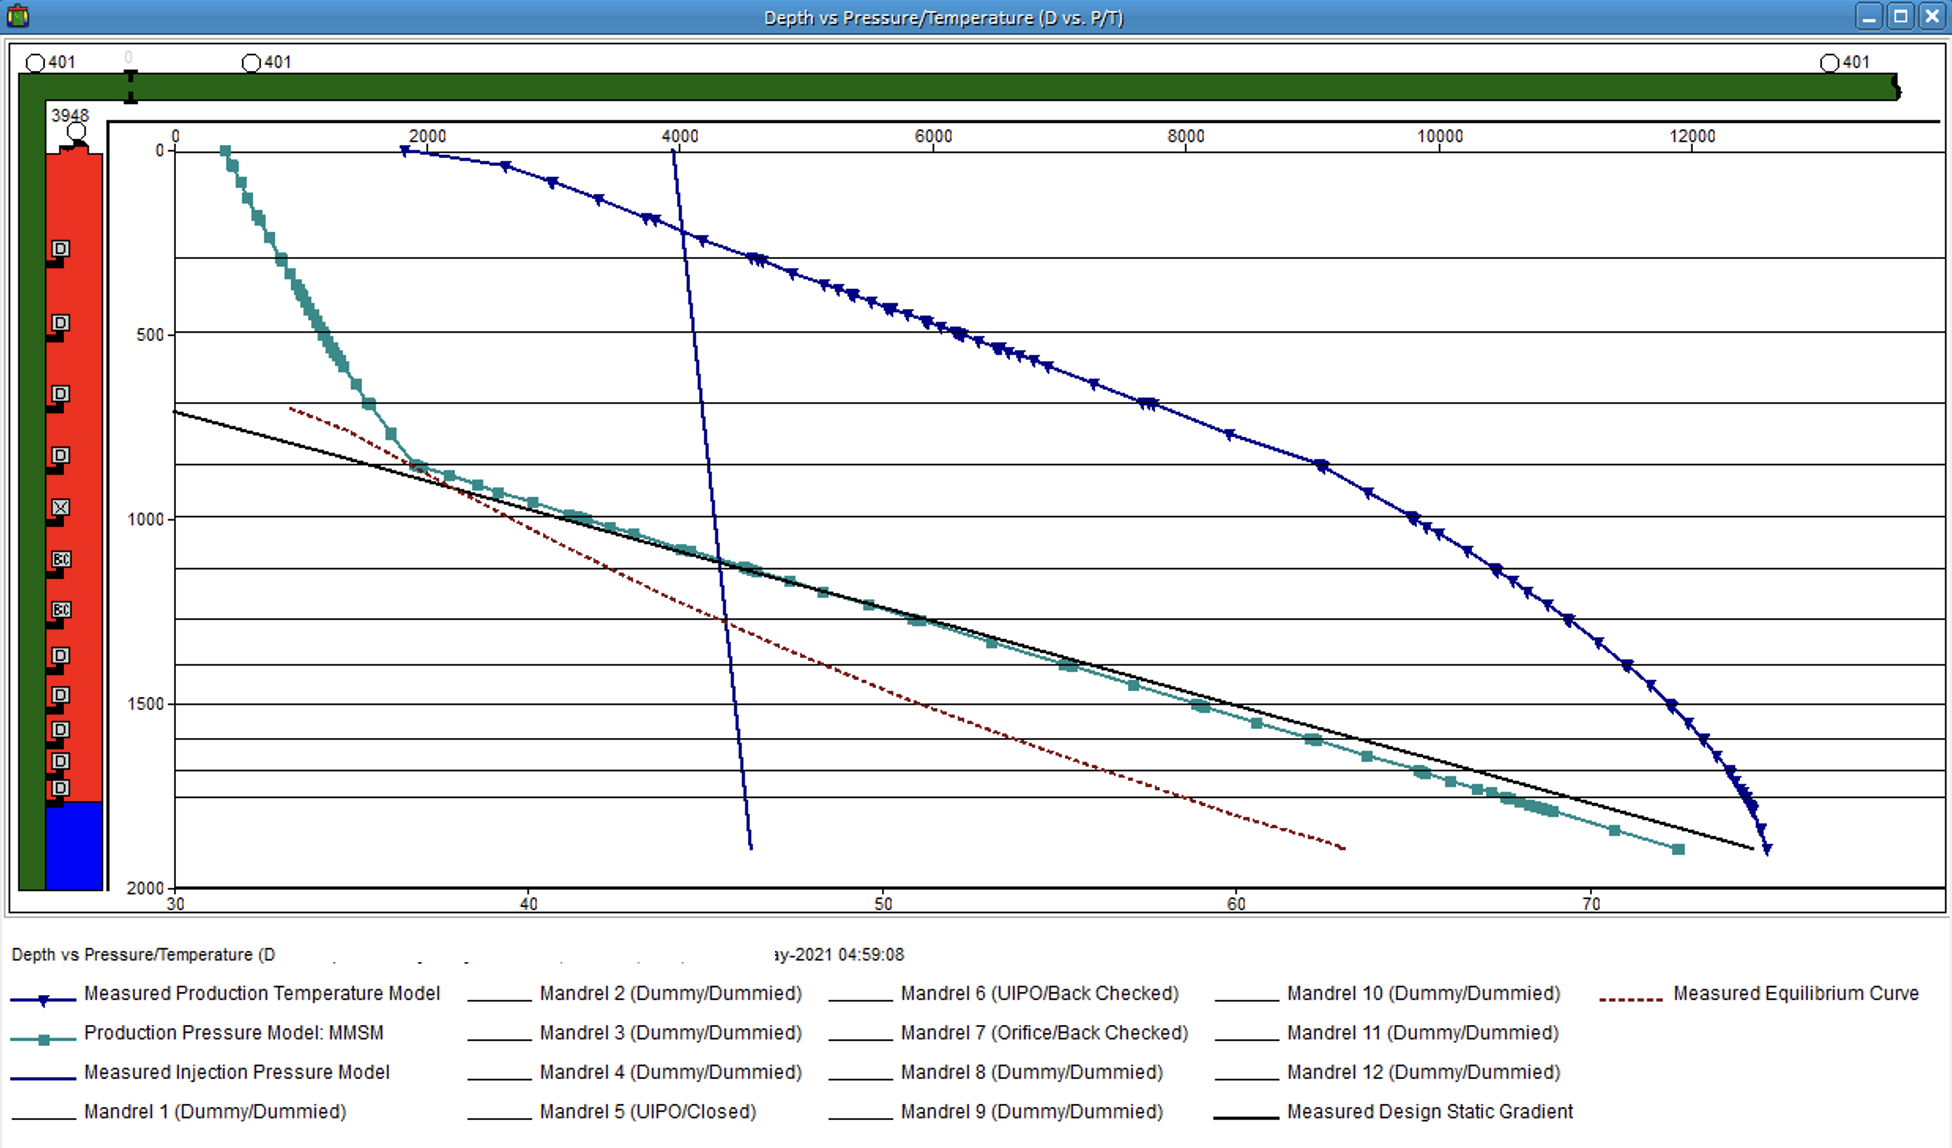 Depth vs Pressure/Temperature (D vs. P/T)
401 0 401 401
3948
0 2000 4000 6000 8000 10000 12000
0
D
D
500
D
D
X
1000
BC
BC
D
D
1500
D
D
D
2000
30 40 50 60 70
Depth vs Pressure/Temperature (D ay-2021 04:59:08
Measured Production Temperature Model Mandrel 2 (Dummy/Dummied) Mandrel 6 (UIPO/Back Checked) Mandrel 10 (Dummy/Dummied) Measured Equilibrium Curve
Production Pressure Model: MMSM Mandrel 3 (Dummy/Dummied) Mandrel 7 (Orifice/Back Checked) Mandrel 11 (Dummy/Dummied)
Measured Injection Pressure Model Mandrel 4 (Dummy/Dummied) Mandrel 8 (Dummy/Dummied) Mandrel 12 (Dummy/Dummied)
Mandrel 1 (Dummy/Dummied) Mandrel 5 (UIPO/Closed) Mandrel 9 (Dummy/Dummied) Measured Design Static Gradient